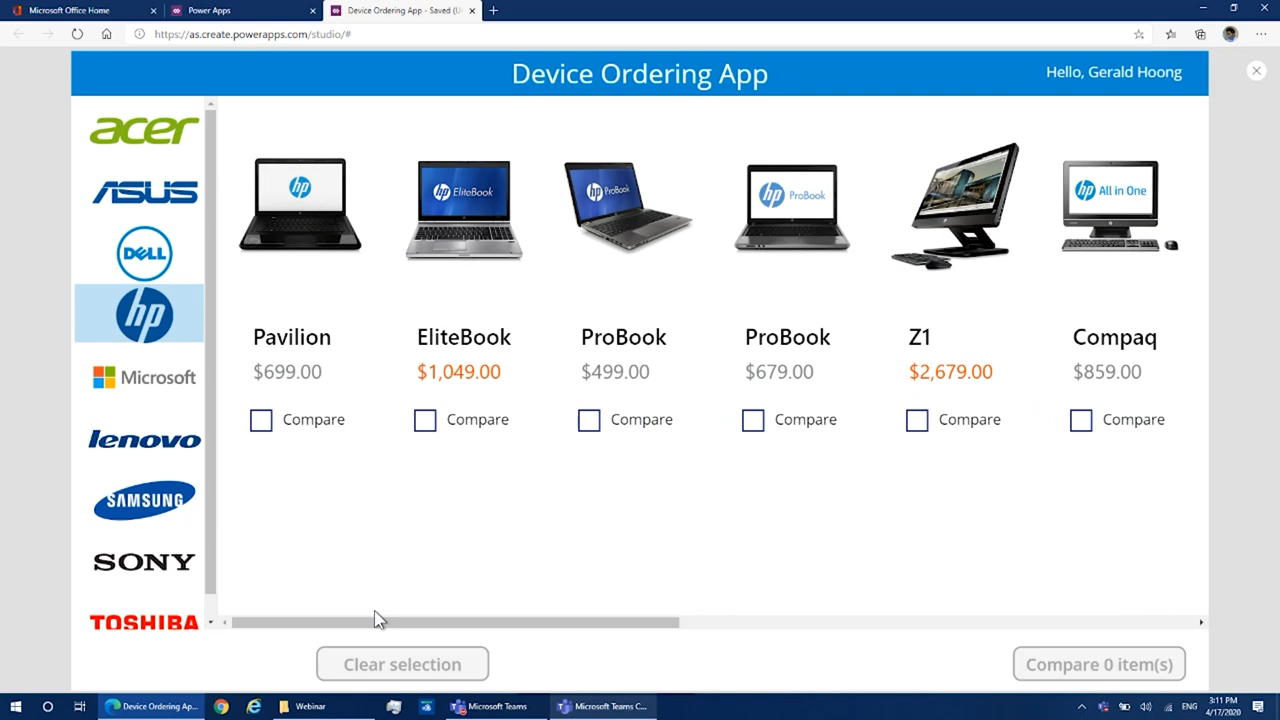 Microsoft Office Home
Power Apps
Device Ordering App - Saved (U
https://as.create.powerapps.com/studio/#
Device Ordering App
Hello, Gerald Hoong
acer
ASUS
DELL
hp
Microsoft
lenovo
SAMSUNG
SONY
TOSHIBA
hp
hp EliteBook
hp ProBook
hp ProBook
hp All in One
Pavilion
EliteBook
ProBook
ProBook
Z1
Compaq
$699.00
$1,049.00
$499.00
$679.00
$2,679.00
$859.00
Compare
Compare
Compare
Compare
Compare
Compare
Clear selection
Compare 0 item(s)
Device Ordering Ap...
Webinar
Microsoft Teams
Microsoft Teams C...
ENG
3:11 PM
4/17/2020